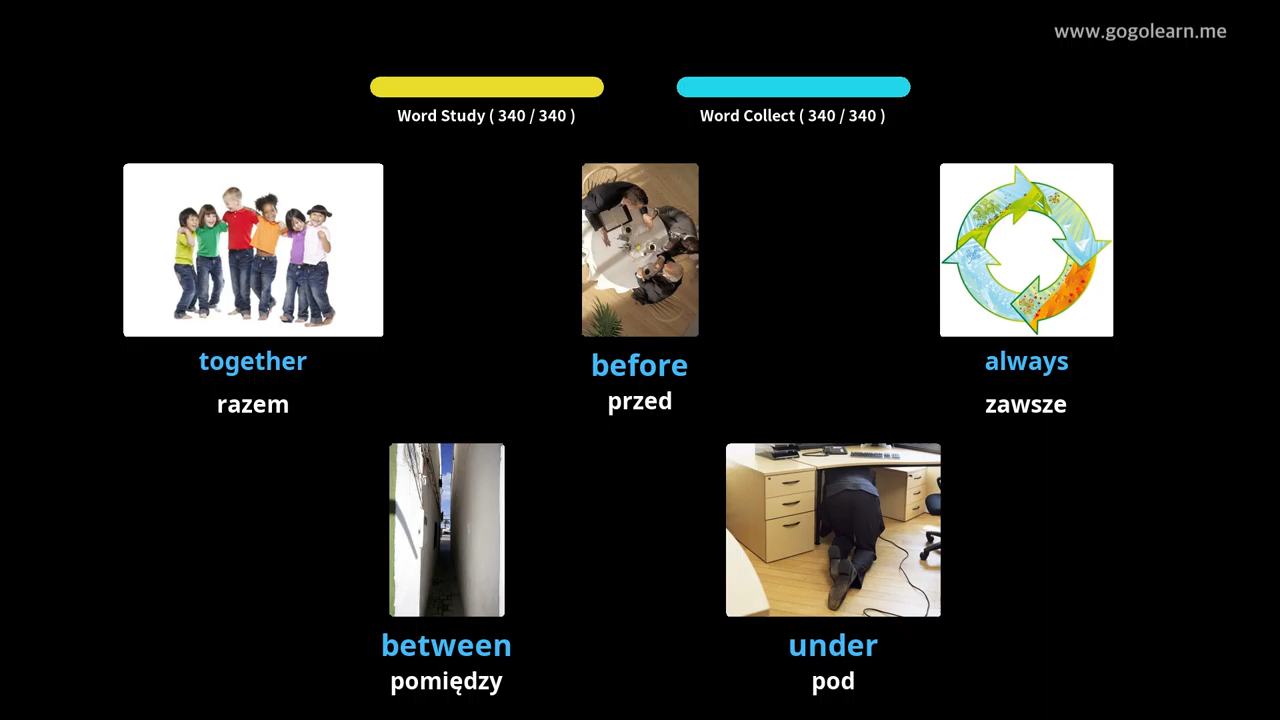 www.gogolearn.me
Word Study ( 340 / 340 )
Word Collect ( 340 / 340 )
together
razem
before
przed
always
zawsze
between
pomiędzy
under
pod